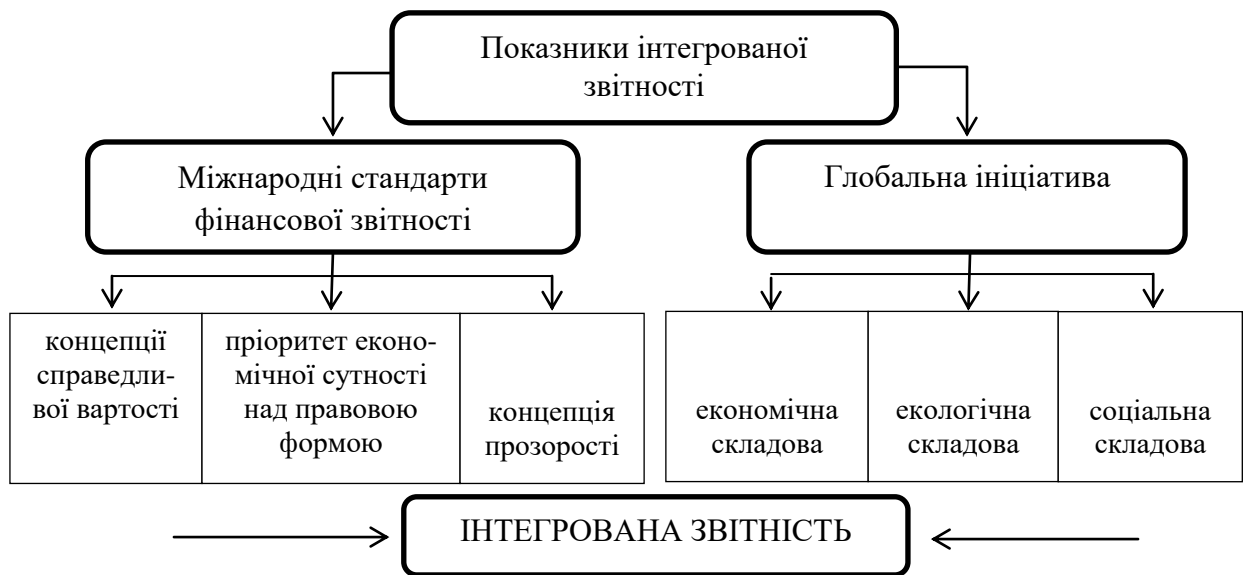 Показники інтегрованої
звітності
Міжнародні стандарти
фінансової звітності
Глобальна ініціатива
концепції
справедли-
вої вартості
пріоритет еконо-
мічної сутності
над правовою
формою
концепція
прозорості
економічна
складова
екологічна
складова
соціальна
складова
ІНТЕГРОВАНА ЗВІТНІСТЬ